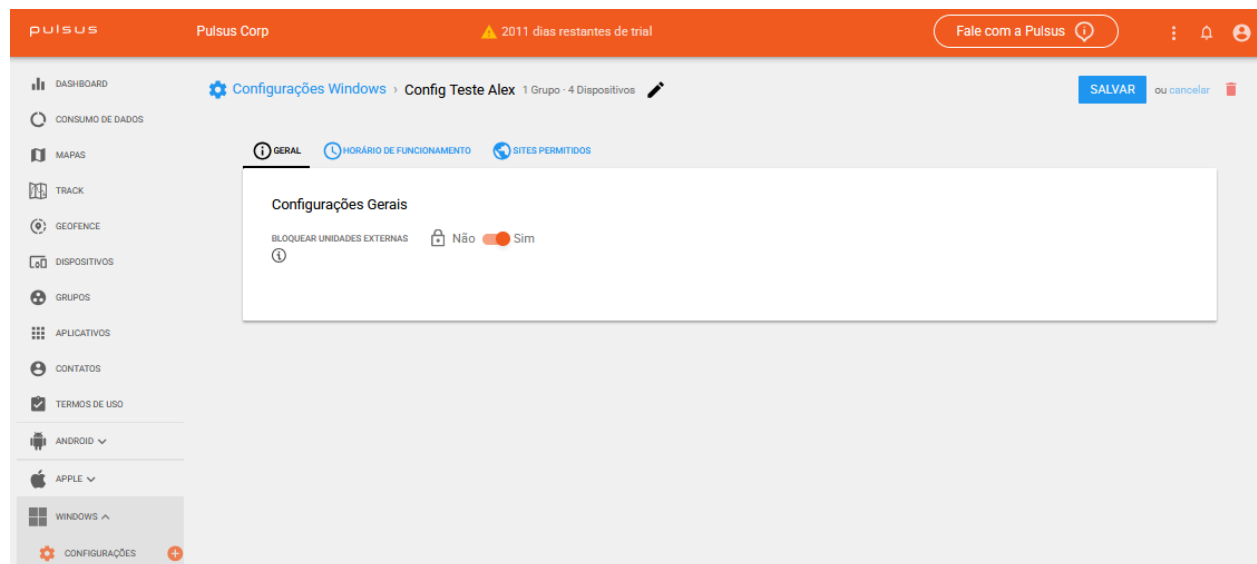 pulsus
Pulsus Corp
2011 dias restantes de trial
Fale com a Pulsus
DASHBOARD
CONSUMO DE DADOS
MAPAS
TRACK
GEOFENCE
DISPOSITIVOS
GRUPOS
APLICATIVOS
CONTATOS
TERMOS DE USO
ANDROID
APPLE
WINDOWS
CONFIGURAÇÕES
Configurações Windows › Config Teste Alex 1 Grupo · 4 Dispositivos
SALVAR ou cancelar
GERAL HORÁRIO DE FUNCIONAMENTO SITES PERMITIDOS
Configurações Gerais
BLOQUEAR UNIDADES EXTERNAS Não Sim